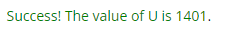 Success! The value of U is 1401.